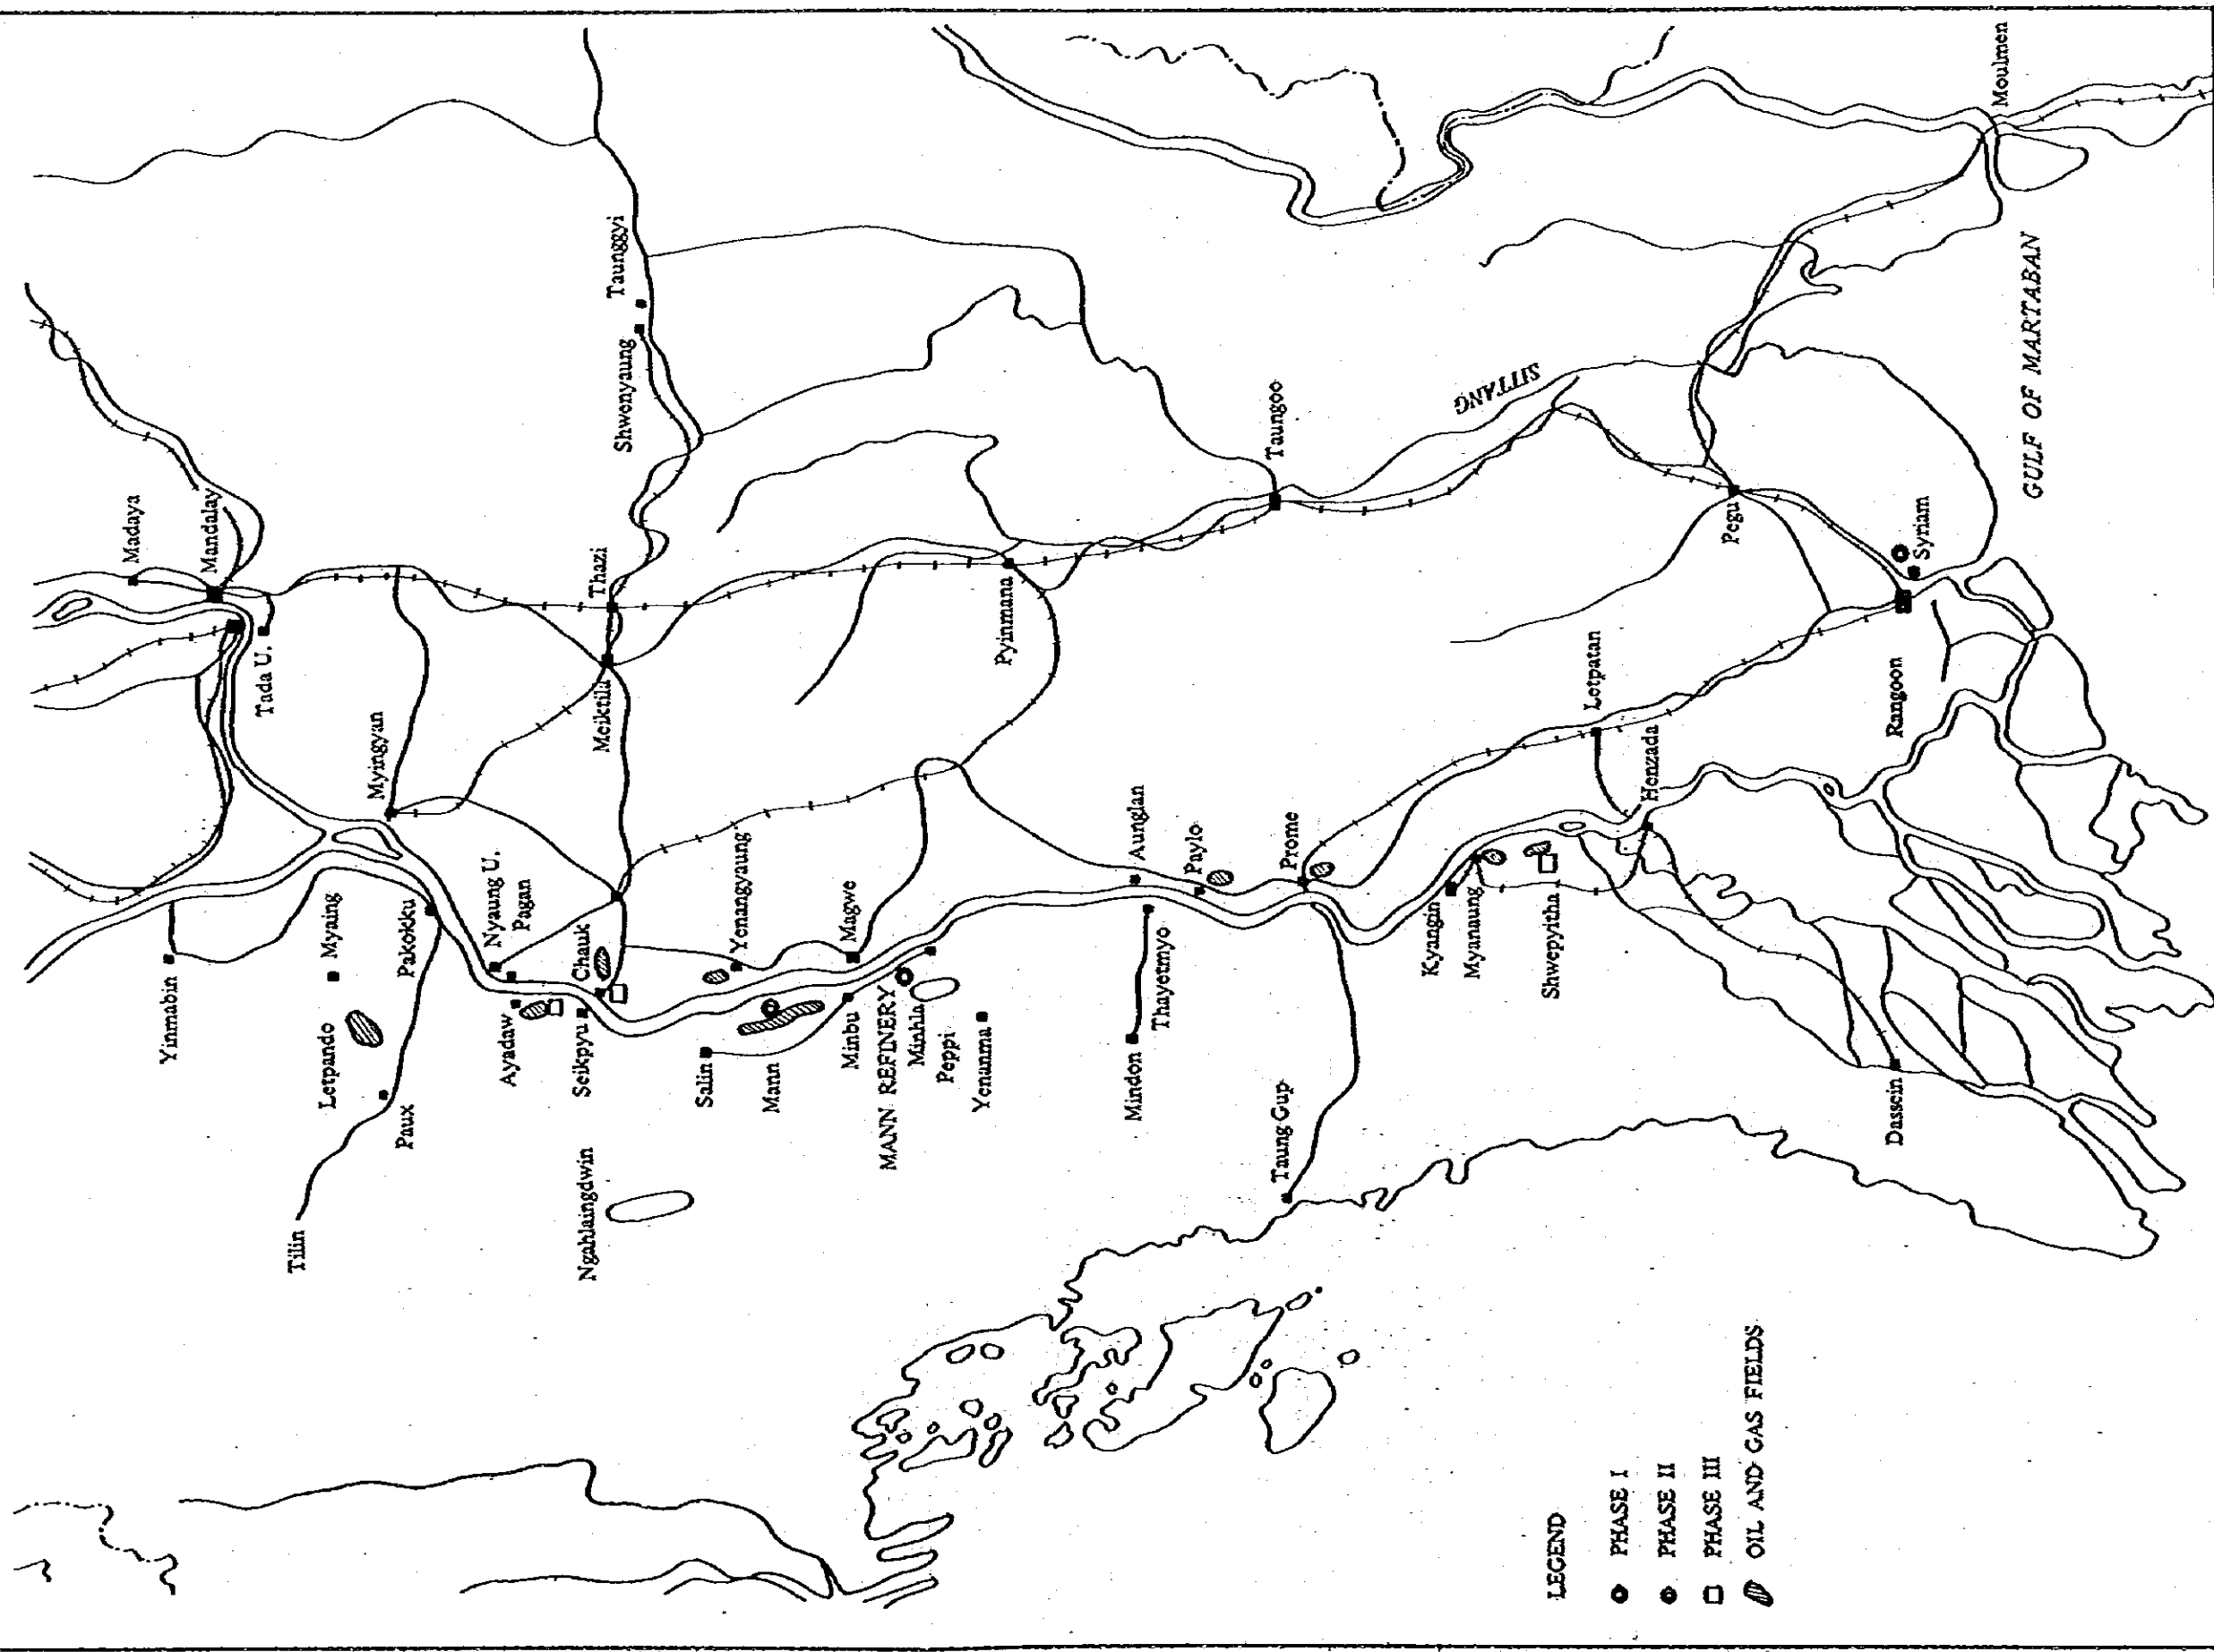 Madaya
Mandalay
Tada U.
Myingyan
Yinmabin
Myaing
Letpando
Pakokku
Paux
Tilin
Nyaung U.
Pagan
Ayadaw
Chauk
Seikpyu
Ngahlaingdwin
Salin
Mann
Yenangyaung
Magwe
Minbu
MANN REFINERY
Minhla
Peppi
Yenanma
Meiktila
Thazi
Shwenyaung
Taunggyi
Pyinmana
Taungoo
SITTANG
Aunglan
Thayetmyo
Mindon
Paylo
Prome
Taung Gup
Kyangin
Myanaung
Shwepyitha
Letpatan
Henzada
Pegu
Syriam
Rangoon
Dassein
Moulmen
GULF OF MARTABAN
LEGEND
PHASE I
PHASE II
PHASE III
OIL AND GAS FIELDS